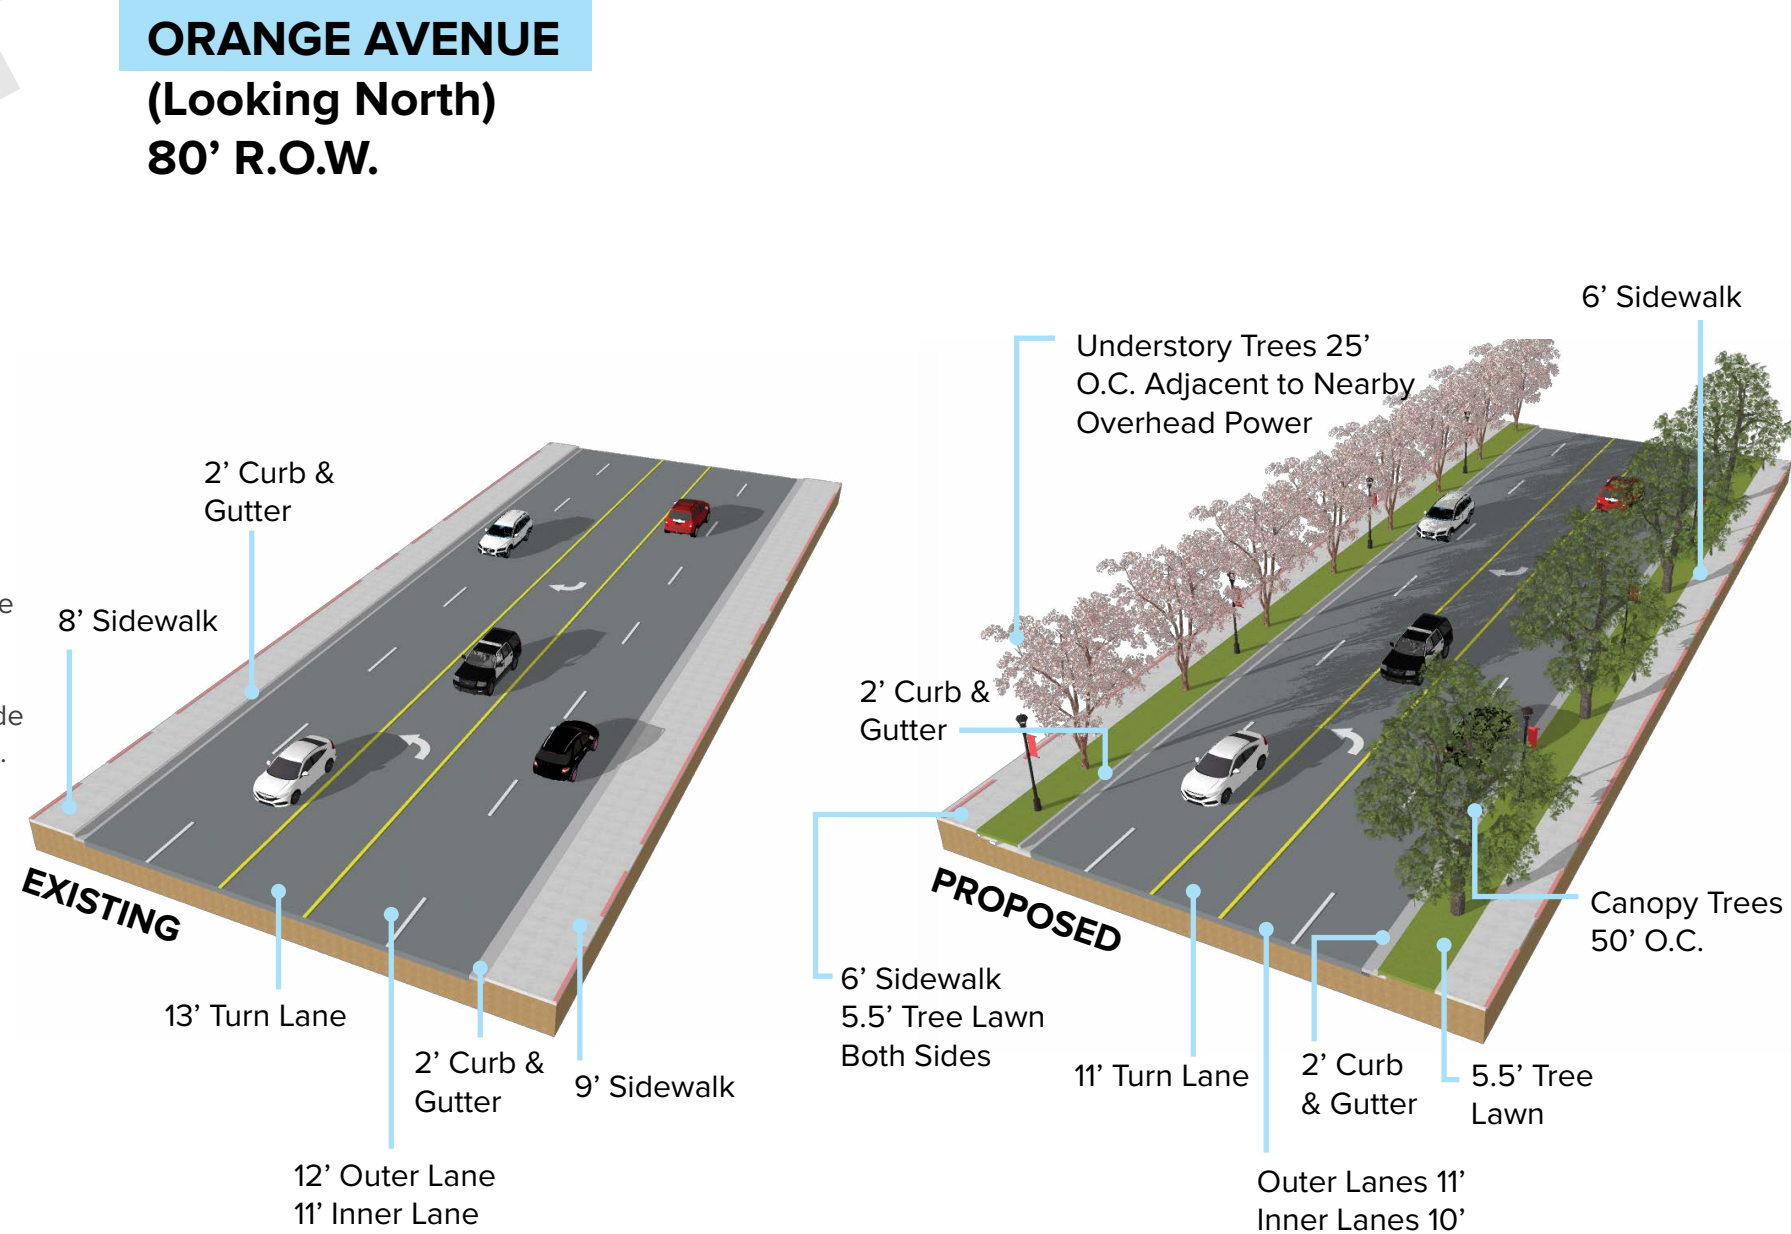 ORANGE AVENUE
(Looking North)
80’ R.O.W.
2’ Curb &
Gutter
8’ Sidewalk
EXISTING
13’ Turn Lane
2’ Curb &
Gutter
9’ Sidewalk
12’ Outer Lane
11’ Inner Lane
6’ Sidewalk
Understory Trees 25’
O.C. Adjacent to Nearby
Overhead Power
2’ Curb &
Gutter
PROPOSED
Canopy Trees
50’ O.C.
6’ Sidewalk
5.5’ Tree Lawn
Both Sides
11’ Turn Lane
2’ Curb
& Gutter
5.5’ Tree
Lawn
Outer Lanes 11’
Inner Lanes 10’